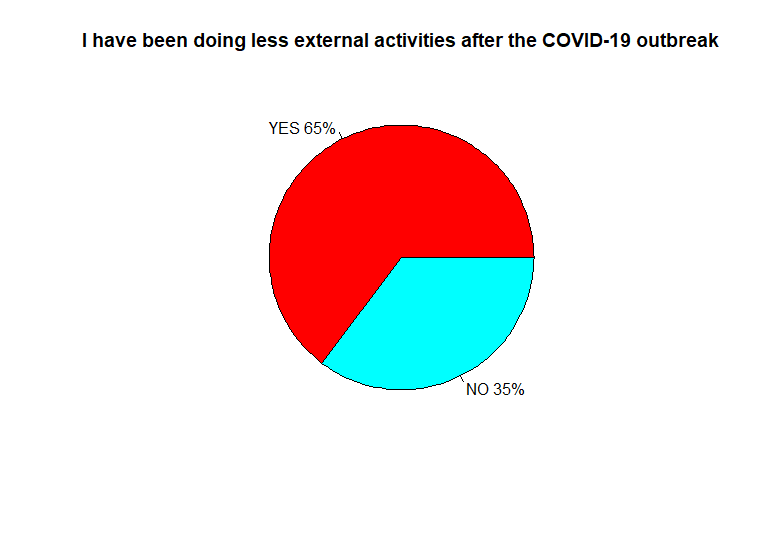 I have been doing less external activities after the COVID-19 outbreak
YES 65%
NO 35%